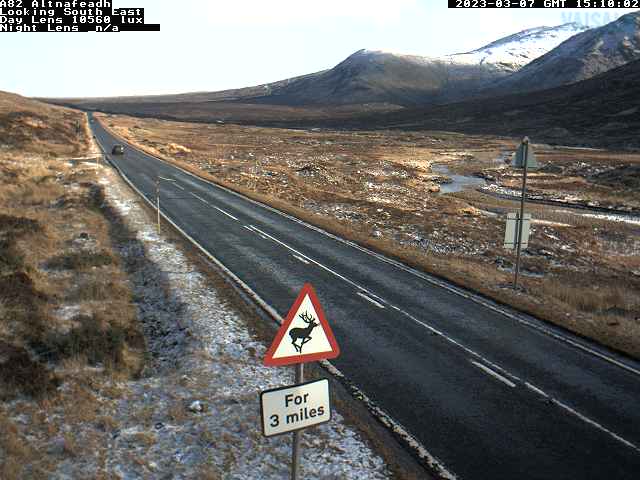 A82 Altnafeadh
Looking South East
Day Lens 10560 lux
Night Lens n/a
2023-03-07 GMT 15:10:02
For
3 miles